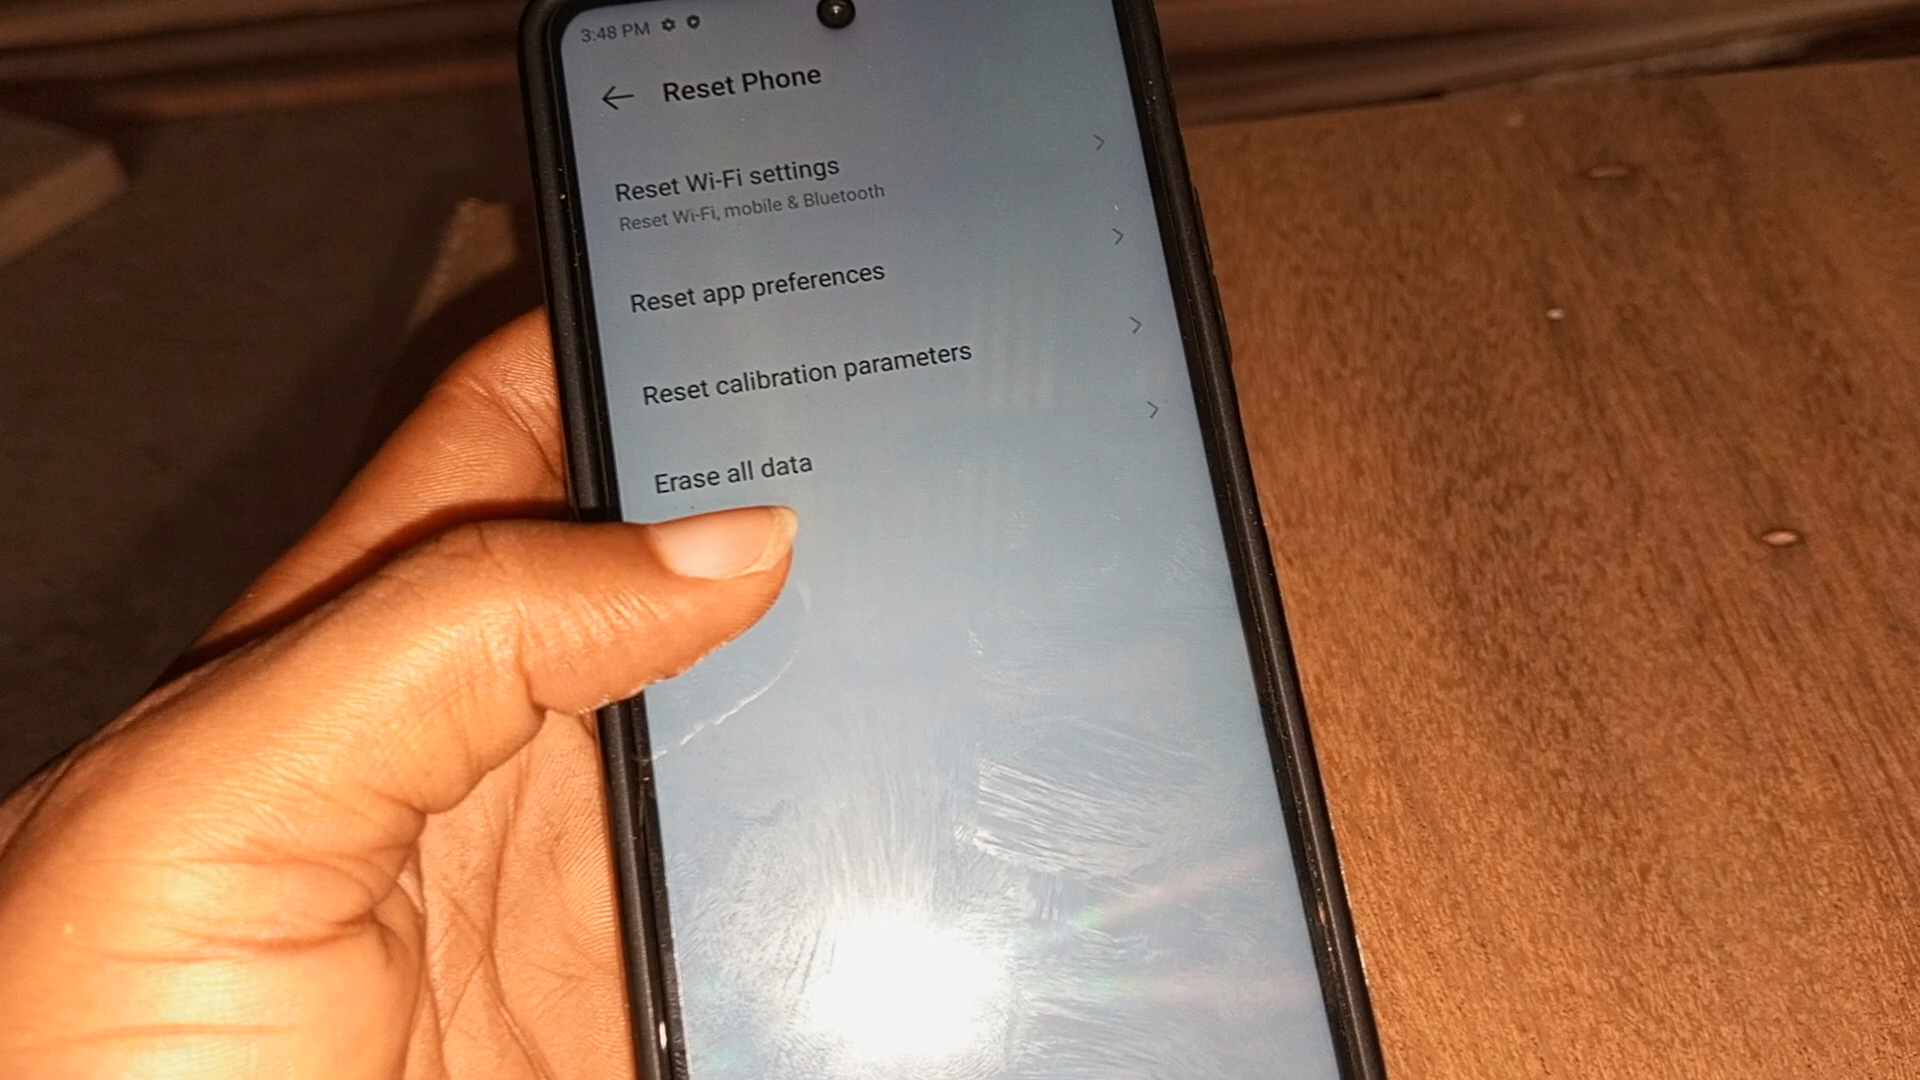 3:48 PM
Reset Phone
Reset Wi-Fi settings
Reset Wi-Fi, mobile & Bluetooth
Reset app preferences
Reset calibration parameters
Erase all data